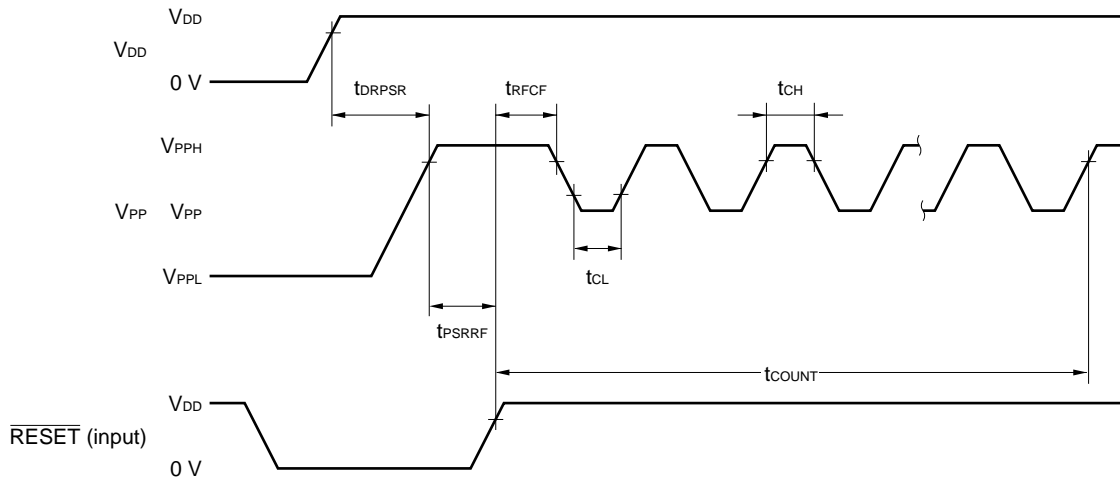 VDD
VDD
0 V
tDRPSR
tRFCF
tCH
VPPH
VPP VPP
VPPL
tCL
tPSRRF
tCOUNT
VDD
RESET (input)
0 V